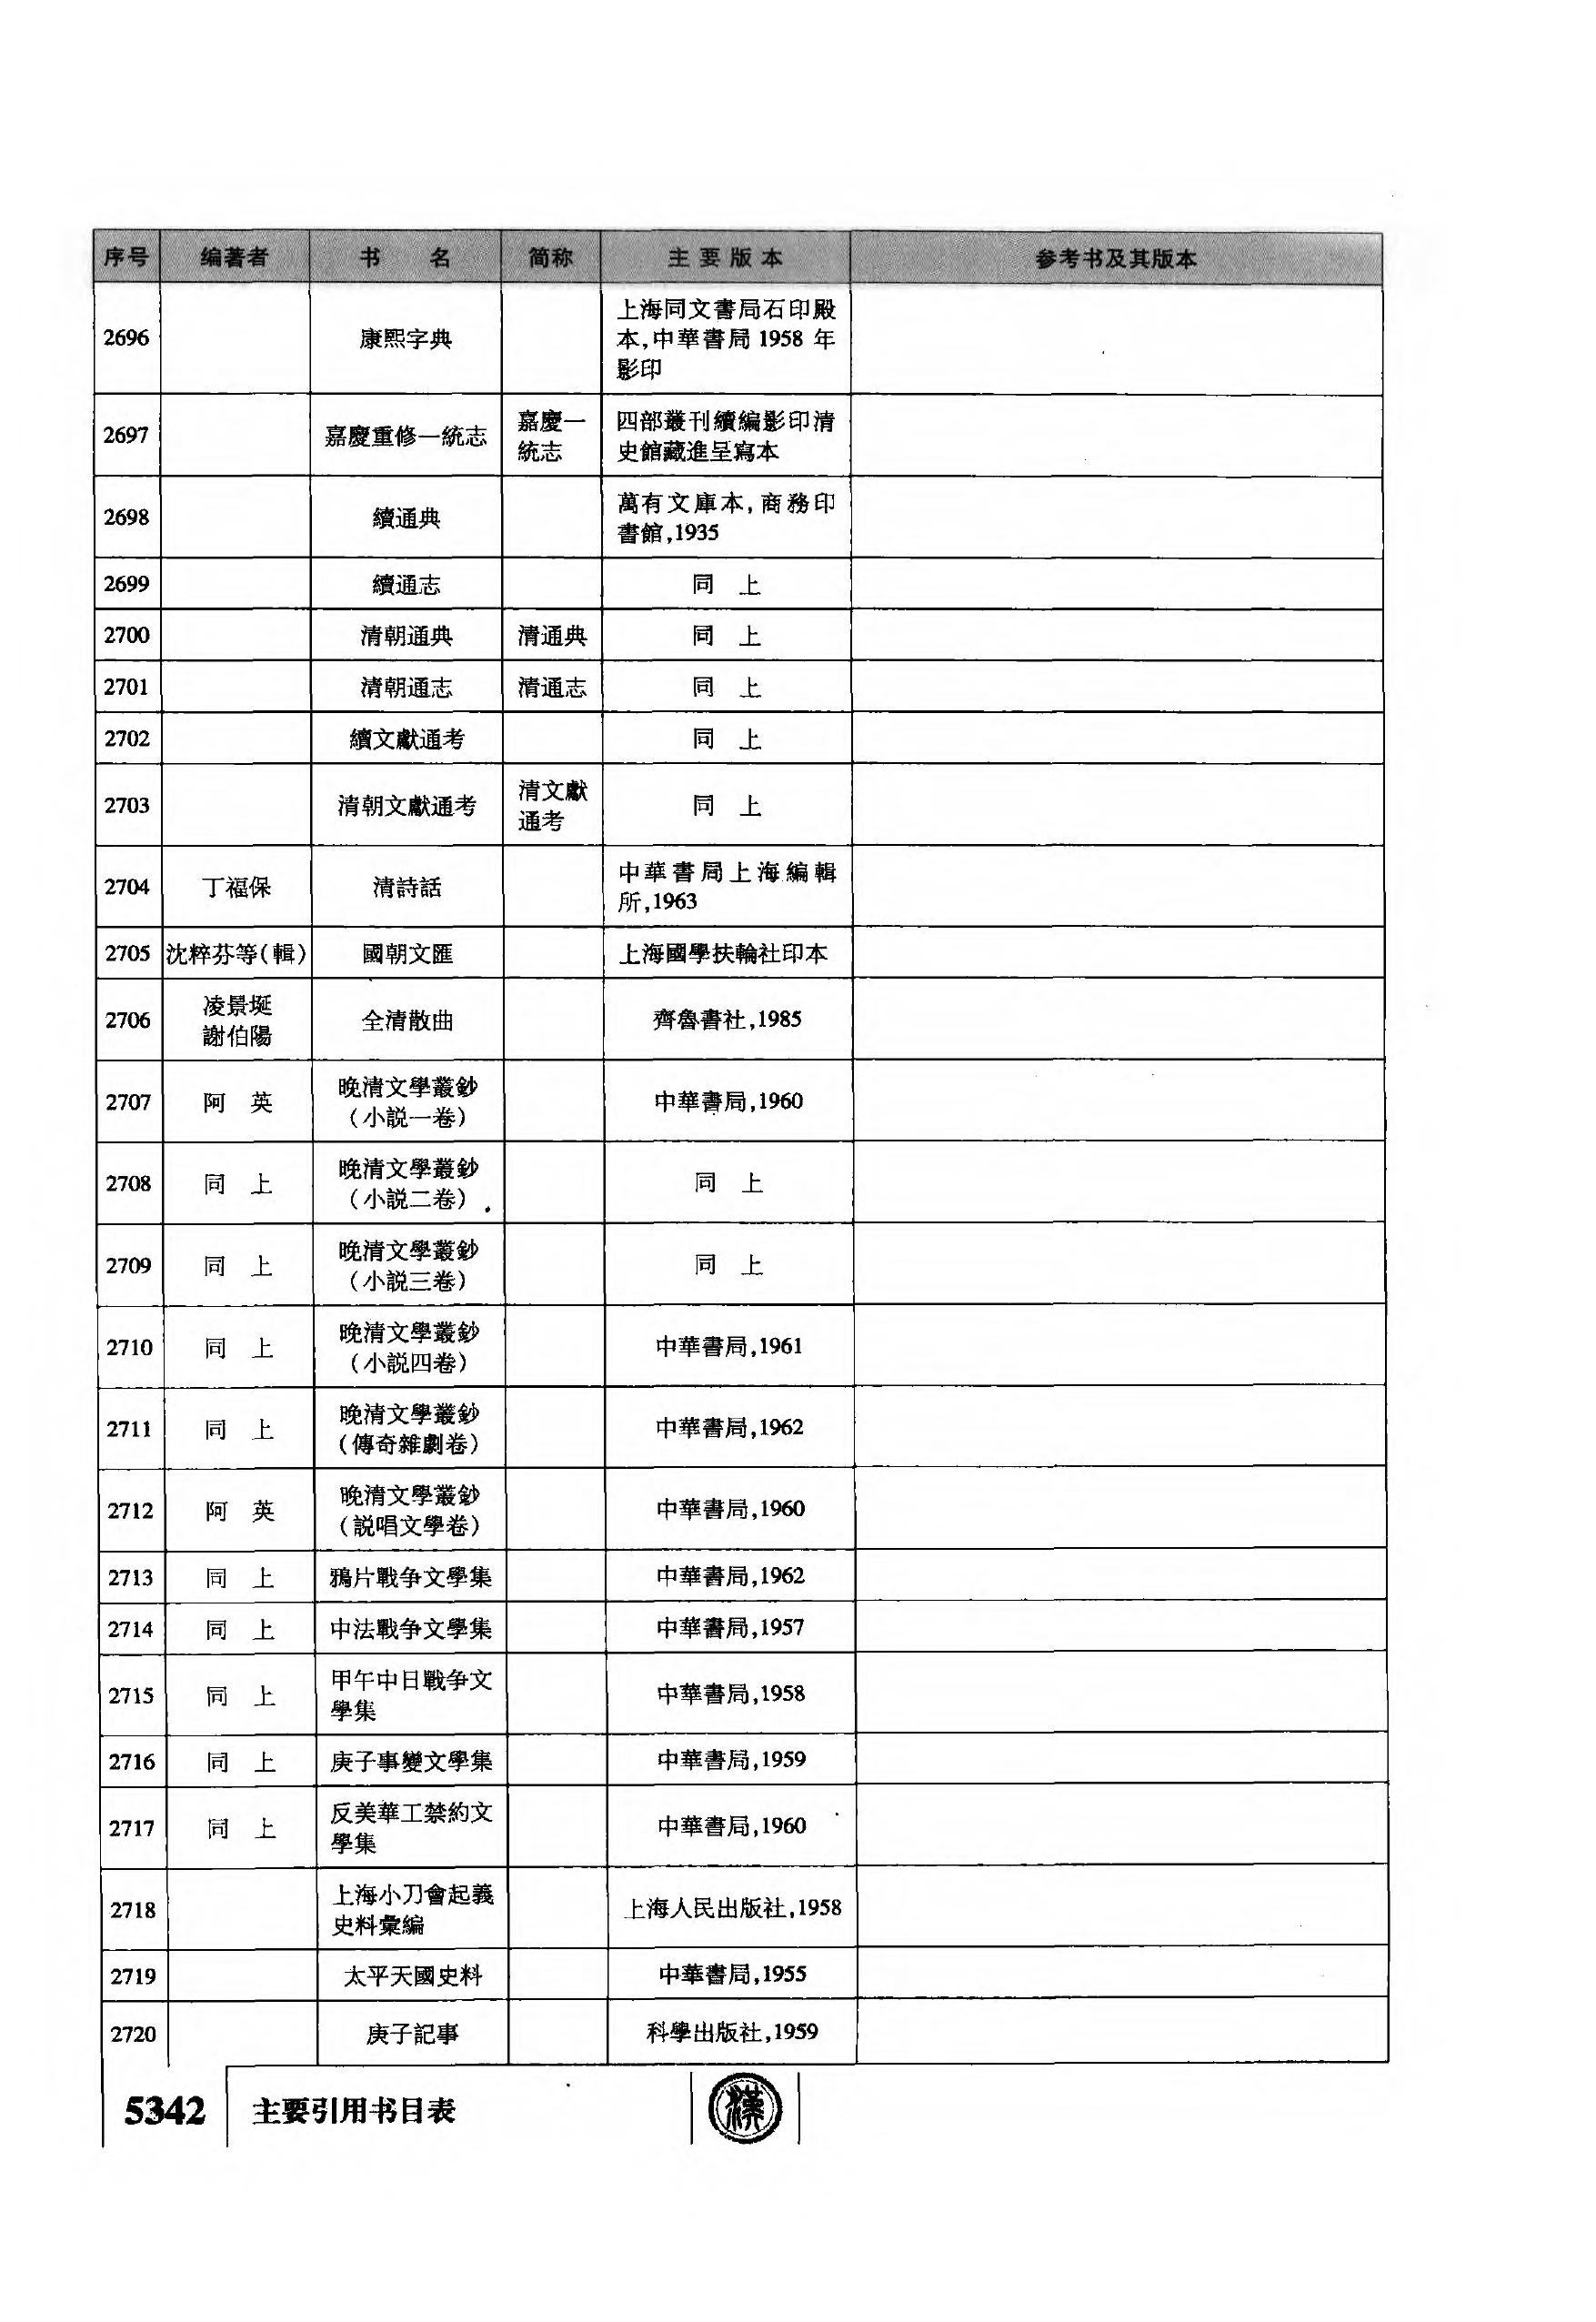 序号 编著者 书　名 简称 主要版本 参考书及其版本
2696 康熙字典 上海同文書局石印殿
本,中華書局 1958 年
影印
2697 嘉慶重修一統志 嘉慶一
統志 四部叢刊續編影印清
史館藏進呈寫本
2698 續通典 萬有文庫本,商務印
書館,1935
2699 續通志 同　上
2700 清朝通典 清通典 同　上
2701 清朝通志 清通志 同　上
2702 續文獻通考 同　上
2703 清朝文獻通考 清文獻
通考 同　上
2704 丁福保 清詩話 中華書局上海編輯
所,1963
2705 沈粹芬等(輯) 國朝文匯 上海國學扶輪社印本
2706 凌景埏
謝伯陽 全清散曲 齊魯書社,1985
2707 阿　英 晚清文學叢鈔
(小説一卷) 中華書局,1960
2708 同　上 晚清文學叢鈔
(小説二卷) 同　上
2709 同　上 晚清文學叢鈔
(小説三卷) 同　上
2710 同　上 晚清文學叢鈔
(小説四卷) 中華書局,1961
2711 同　上 晚清文學叢鈔
(傳奇雜劇卷) 中華書局,1962
2712 阿　英 晚清文學叢鈔
(説唱文學卷) 中華書局,1960
2713 同　上 鴉片戰争文學集 中華書局,1962
2714 同　上 中法戰争文學集 中華書局,1957
2715 同　上 甲午中日戰争文
學集 中華書局,1958
2716 同　上 庚子事變文學集 中華書局,1959
2717 同　上 反美華工禁約文
學集 中華書局,1960
2718 上海小刀會起義
史料彙編 上海人民出版社,1958
2719 太平天國史料 中華書局,1955
2720 庚子記事 科學出版社,1959
5342 主要引用书目表
漢